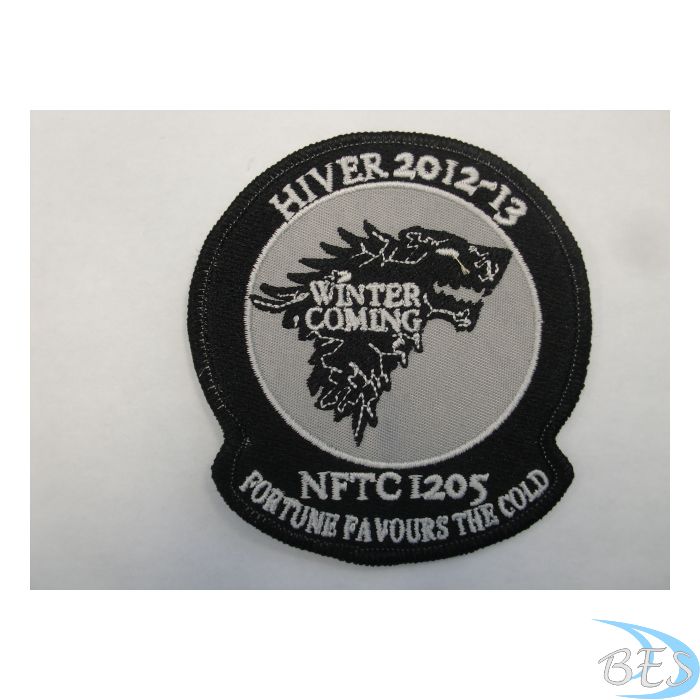 HIVER 2012-13
WINTER
COMING
NFTC 1205
FORTUNE FAVOURS THE COLD
BES